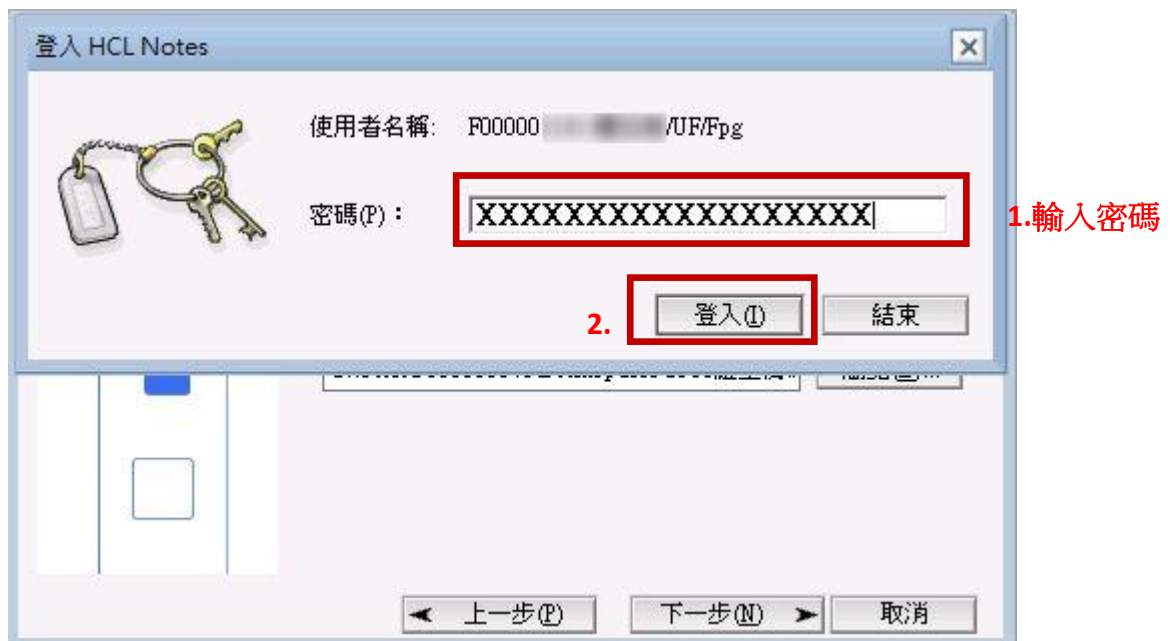 登入 HCL Notes
使用者名稱: F00000 /UF/Fpg
密碼(P)： XXXXXXXXXXXXXXXXXXX
1.輸入密碼
2.
登入(I) 結束
上一步(P) 下一步(N) 取消